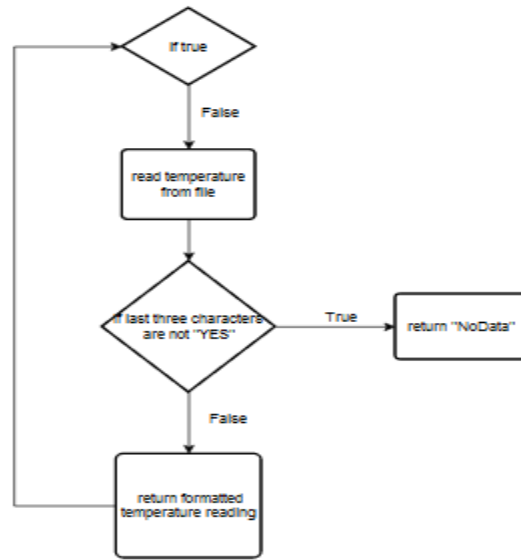 If true
False
read temperature
from file
If last three characters
are not "YES"
True
return "NoData"
False
return formatted
temperature reading